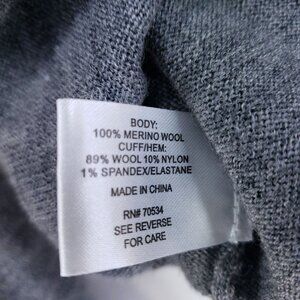 BODY:
100% MERINO WOOL
CUFF/HEM:
89% WOOL 10% NYLON
1% SPANDEX/ELASTANE
MADE IN CHINA
RN# 70534
SEE REVERSE
FOR CARE